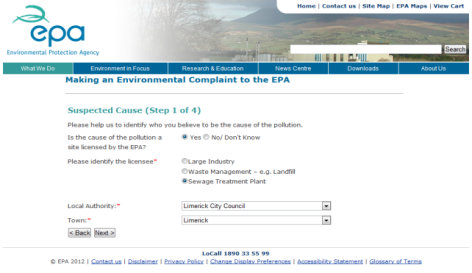 Home | Contact us | Site Map | EPA Maps | View Cart
epa
Environmental Protection Agency
Search
What We Do Environment in Focus Research & Education News Centre Downloads About Us
Making an Environmental Complaint to the EPA
Suspected Cause (Step 1 of 4)
Please help us to identify who you believe to be the cause of the pollution.
Is the cause of the pollution a Yes No/ Don't Know
site licensed by the EPA?
Please identify the licensee* Large Industry
Waste Management – e.g. Landfill
Sewage Treatment Plant
Local Authority:* Limerick City Council
Town:* Limerick
< Back Next >
LoCall 1890 33 55 99
© EPA 2012 | Contact us | Disclaimer | Privacy Policy | Change Display Preferences | Accessibility Statement | Glossary of Terms